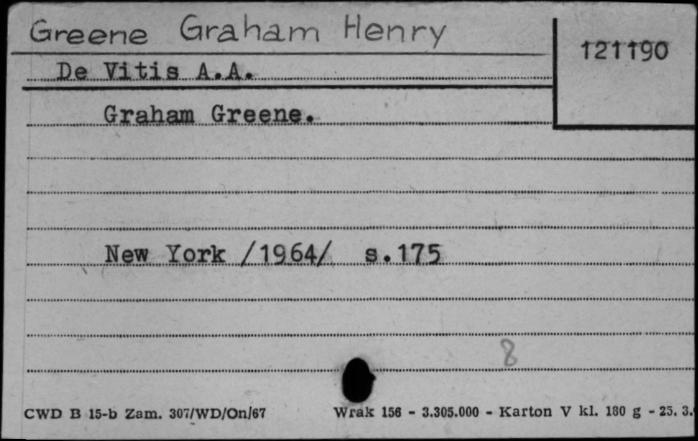 Greene Graham Henry
121190
De Vitis A.A.
Graham Greene.
New York /1964/ s.175
8
CWD B 15-b Zam. 307/WD/On/67 Wrak 156 - 3.305.000 - Karton V kl. 180 g - 25. 3.